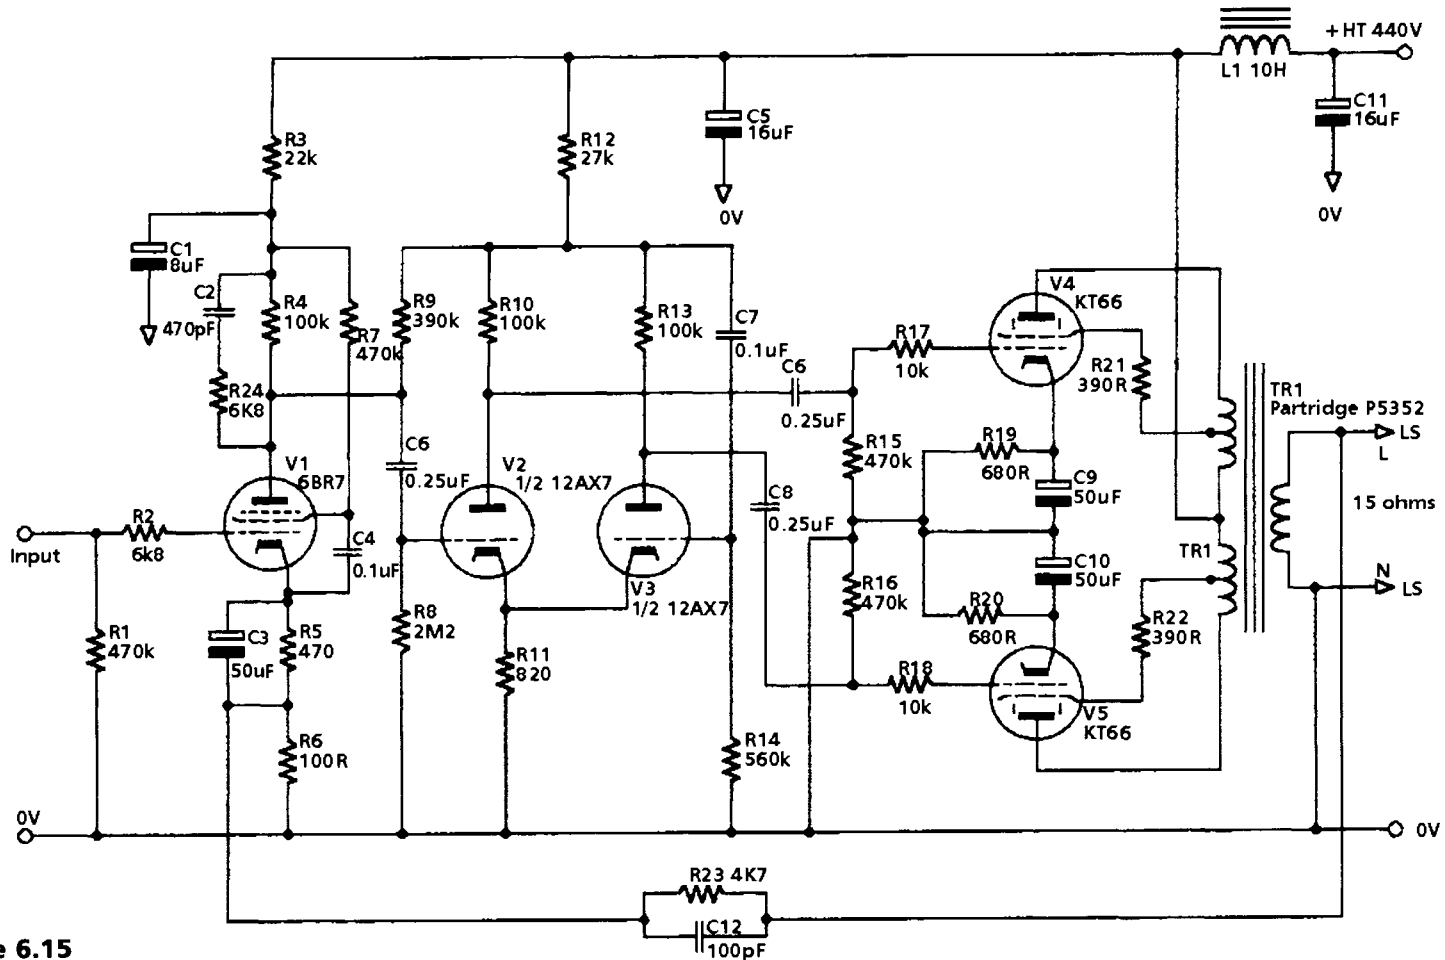 +HT 440V
L1 10H
C11
16uF
0V
C5
16uF
0V
R3
22k
R12
27k
C1
8uF
C2
470pF
R4
100k
R7
470k
R9
390k
R10
100k
R13
100k
C7
0.1uF
R24
6K8
C6
0.25uF
R17
10k
V4
KT66
R21
390R
TR1
Partridge P5352
LS
L
15 ohms
N
LS
TR1
R15
470k
R19
680R
C9
50uF
C10
50uF
R20
680R
R16
470k
R18
10k
V5
KT66
R22
390R
V1
6BR7
C6
0.25uF
V2
1/2 12AX7
C8
0.25uF
Input
R2
6k8
C4
0.1uF
V3
1/2 12AX7
R1
470k
C3
50uF
R5
470
R8
2M2
R11
820
R6
100R
R14
560k
0V
0V
R23 4K7
C12
100pF
e 6.15